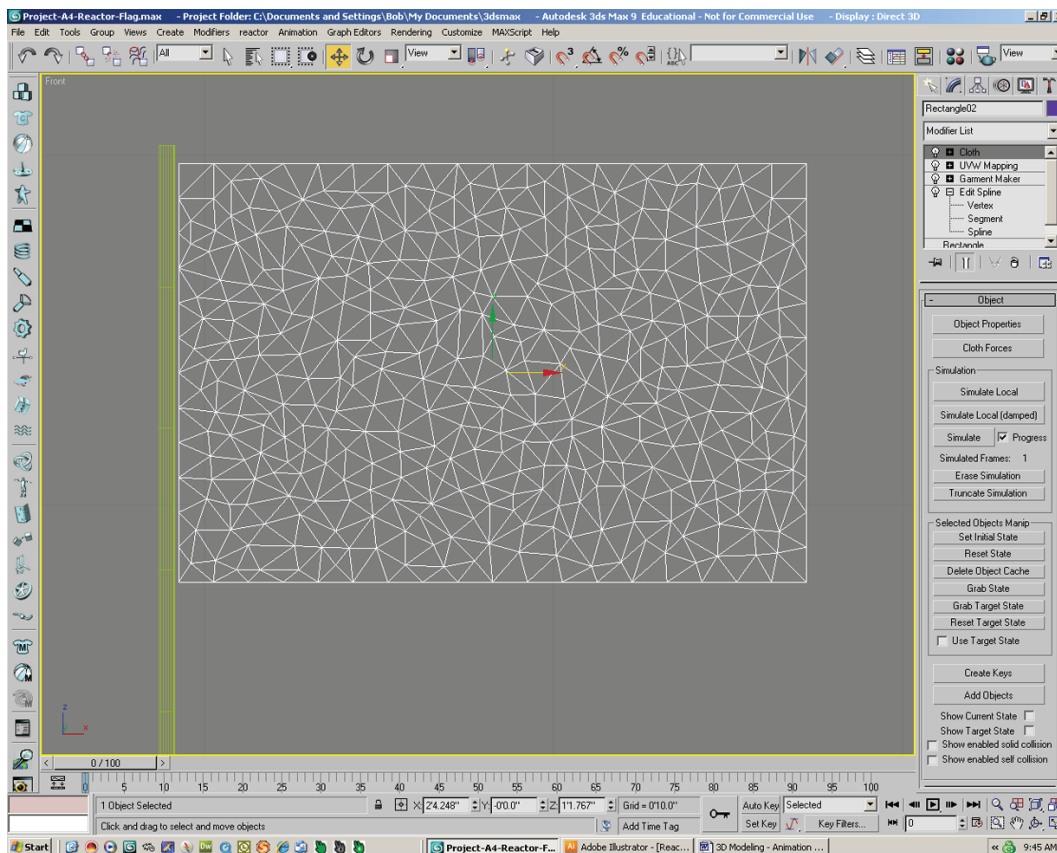 Project-A4-Reactor-Flag.max - Project Folder: C:\Documents and Settings\Bob\My Documents\3dsmax - Autodesk 3ds Max 9 Educational - Not for Commercial Use - Display : Direct 3D
File Edit Tools Group Views Create Modifiers reactor Animation Graph Editors Rendering Customize MAXScript Help
All View View
Front
Rectangle02
Modifier List
Cloth
UVW Mapping
Garment Maker
Edit Spline
Vertex
Segment
Spline
Rectangle
- Object
Object Properties
Cloth Forces
Simulation
Simulate Local
Simulate Local (damped)
Simulate Progress
Simulated Frames: 1
Erase Simulation
Truncate Simulation
Selected Objects Manip
Set Initial State
Reset State
Delete Object Cache
Grab State
Grab Target State
Reset Target State
Use Target State
Create Keys
Add Objects
Show Current State
Show Target State
Show enabled solid collision
Show enabled self collision
z
x
< 0 / 100 >
0 5 10 15 20 25 30 35 40 45 50 55 60 65 70 75 80 85 90 95 100
1 Object Selected X: 2'4.248" Y: -0'0.0" Z: 1'1.767" Grid = 0'10.0" Auto Key Selected
Click and drag to select and move objects Add Time Tag Set Key Key Filters... 0
Start Project-A4-Reactor-F... Adobe Illustrator - [Reac... 3D Modeling - Animation ... 9:45 AM